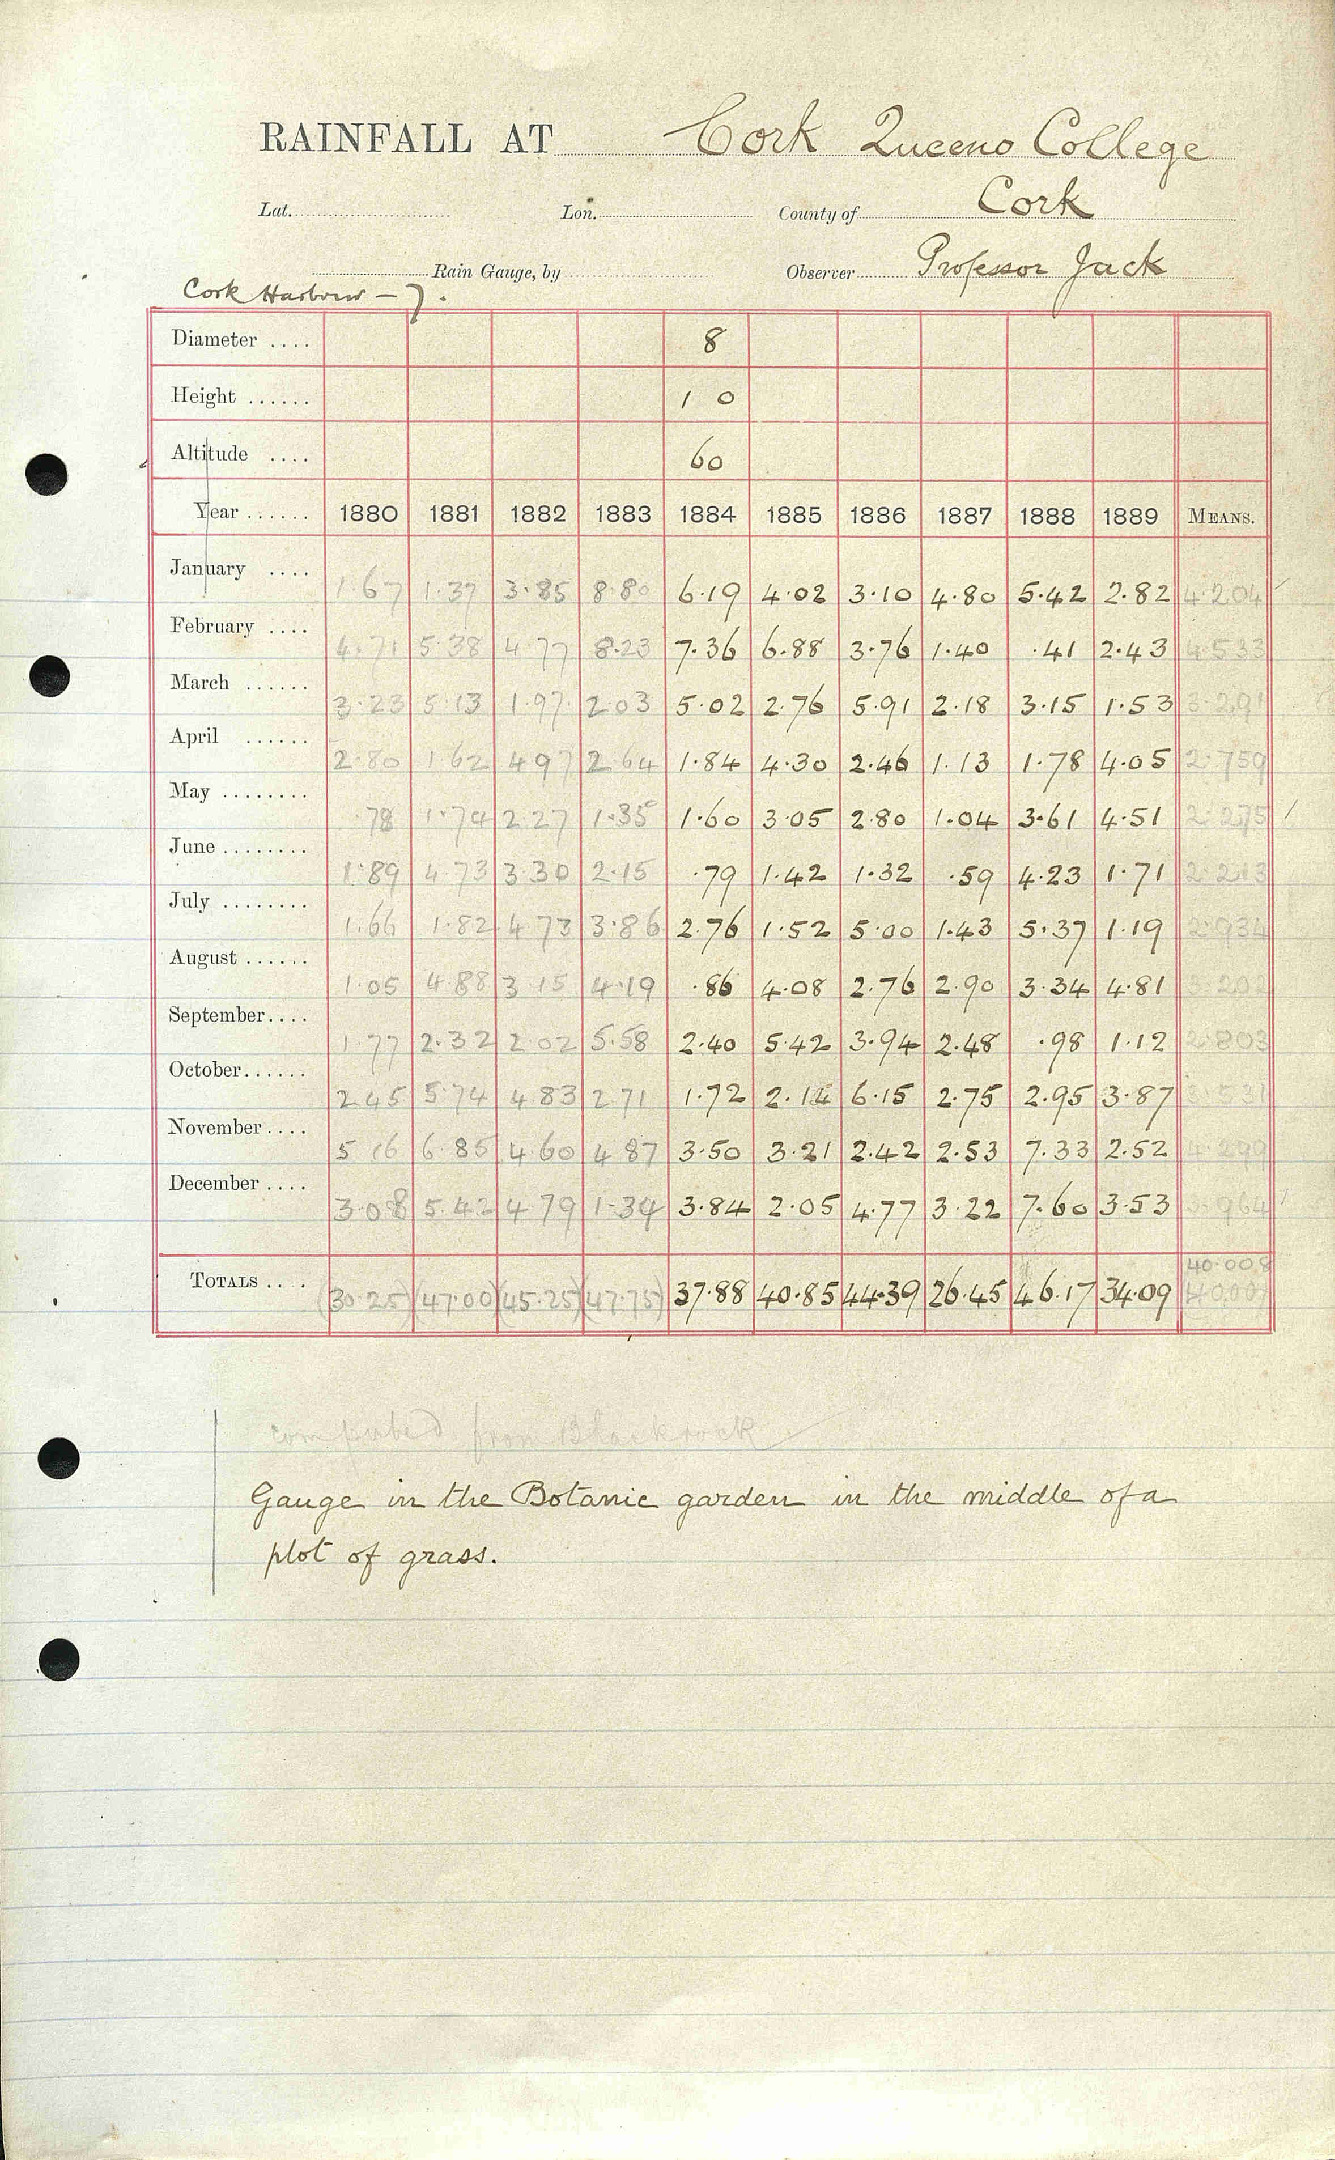 RAINFALL AT Cork Queens College
Lat. Lon. County of Cork
Rain Gauge, by Observer Professor Jack
Cork Harbour - 7.
Diameter .... 8
Height ...... 1 0
Altitude .... 60
Year ...... 1880 1881 1882 1883 1884 1885 1886 1887 1888 1889 MEANS.
January .... 1.67 1.37 3.85 8.80 6.19 4.02 3.10 4.80 5.42 2.82 4.204
February .... 4.71 5.38 4.77 8.23 7.36 6.88 3.76 1.40 .41 2.43 4.533
March ...... 3.23 5.13 1.97 2.03 5.02 2.76 5.91 2.18 3.15 1.53 3.291
April ...... 2.80 1.62 4.97 2.64 1.84 4.30 2.46 1.13 1.78 4.05 2.759
May ........ .78 1.74 2.27 1.35 1.60 3.05 2.80 1.04 3.61 4.51 2.275
June ........ 1.89 4.73 3.30 2.15 .79 1.42 1.32 .59 4.23 1.71 2.213
July ........ 1.66 1.82 4.73 3.86 2.76 1.52 5.00 1.43 5.37 1.19 2.934
August ...... 1.05 4.88 3.15 4.19 .86 4.08 2.76 2.90 3.34 4.81 3.202
September.... 1.77 2.32 2.02 5.58 2.40 5.42 3.94 2.48 .98 1.12 2.803
October...... 2.45 5.74 4.83 2.71 1.72 2.14 6.15 2.75 2.95 3.87 3.531
November.... 5.16 6.85 4.60 4.87 3.50 3.21 2.42 2.53 7.33 2.52 4.299
December .... 3.08 5.42 4.79 1.34 3.84 2.05 4.77 3.22 7.60 3.53 3.964
40.008
TOTALS .... (30.25) (47.00) (45.25) (47.75) 37.88 40.85 44.39 26.45 46.17 34.09 (40.007)
computed from Blackrock
Gauge in the Botanic garden in the middle of a
plot of grass.